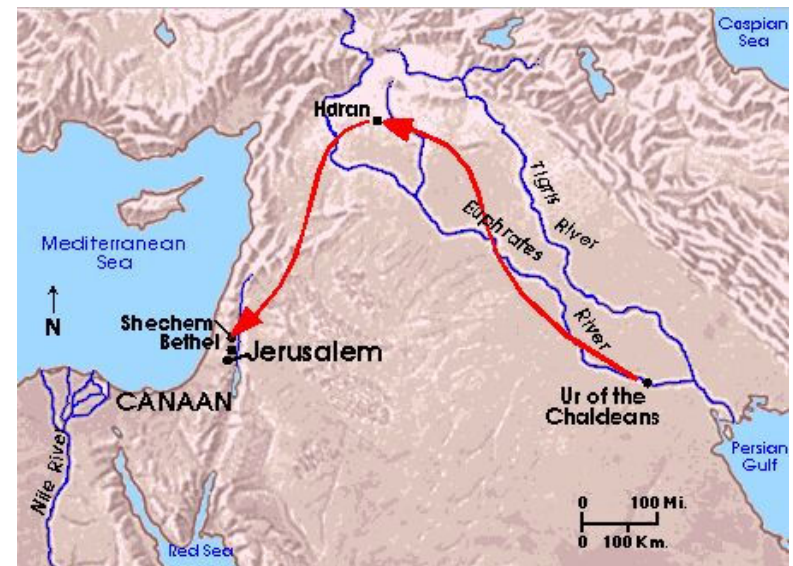 Caspian
Sea
Haran
Tigris
River
Euphrates
River
Mediterranean
Sea
N
Shechem
Bethel
Jerusalem
CANAAN
Ur of the
Chaldeans
Persian
Gulf
Nile River
Red Sea
0 100 Mi.
0 100 Km.